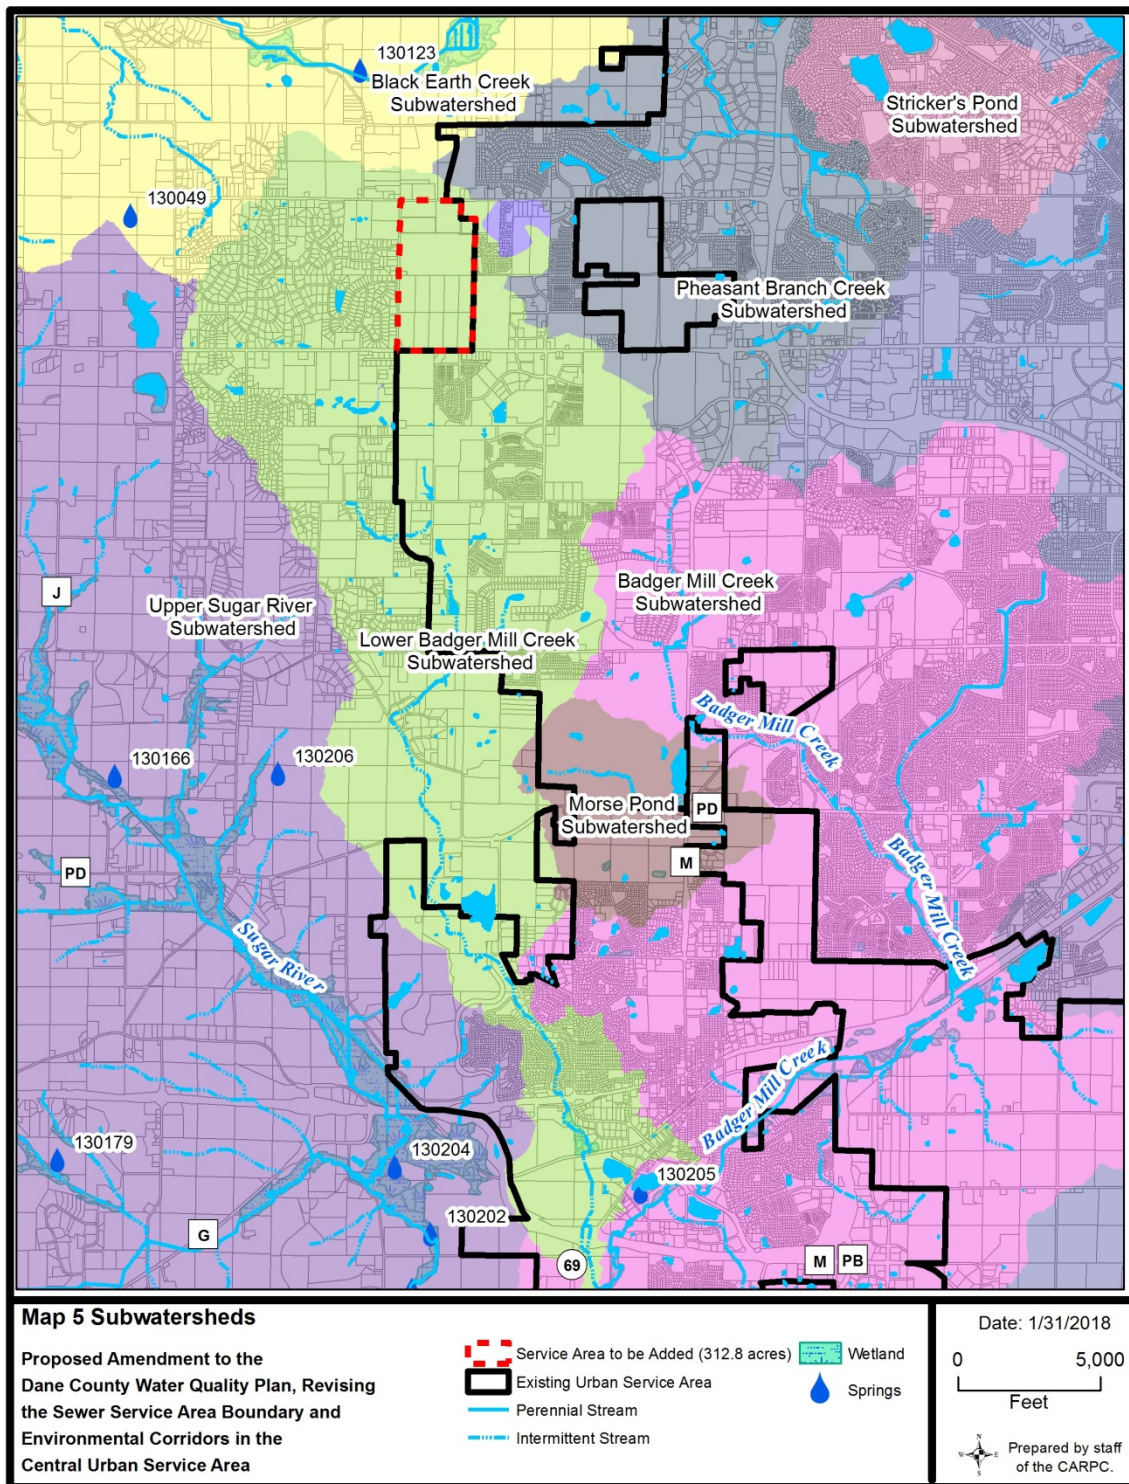 130123
Black Earth Creek
Subwatershed
Stricker's Pond
Subwatershed
130049
Pheasant Branch Creek
Subwatershed
J
Upper Sugar River
Subwatershed
Badger Mill Creek
Subwatershed
Lower Badger Mill Creek
Subwatershed
Badger Mill Creek
130166
130206
Morse Pond
Subwatershed
PD
M
PD
Badger Mill Creek
Sugar River
Badger Mill Creek
130179
130204
130205
130202
G
69
M
PB
Map 5 Subwatersheds
Proposed Amendment to the
Dane County Water Quality Plan, Revising
the Sewer Service Area Boundary and
Environmental Corridors in the
Central Urban Service Area
Service Area to be Added (312.8 acres)
Existing Urban Service Area
Perennial Stream
Intermittent Stream
Wetland
Springs
Date: 1/31/2018
0 5,000
Feet
N
W E
S
Prepared by staff
of the CARPC.